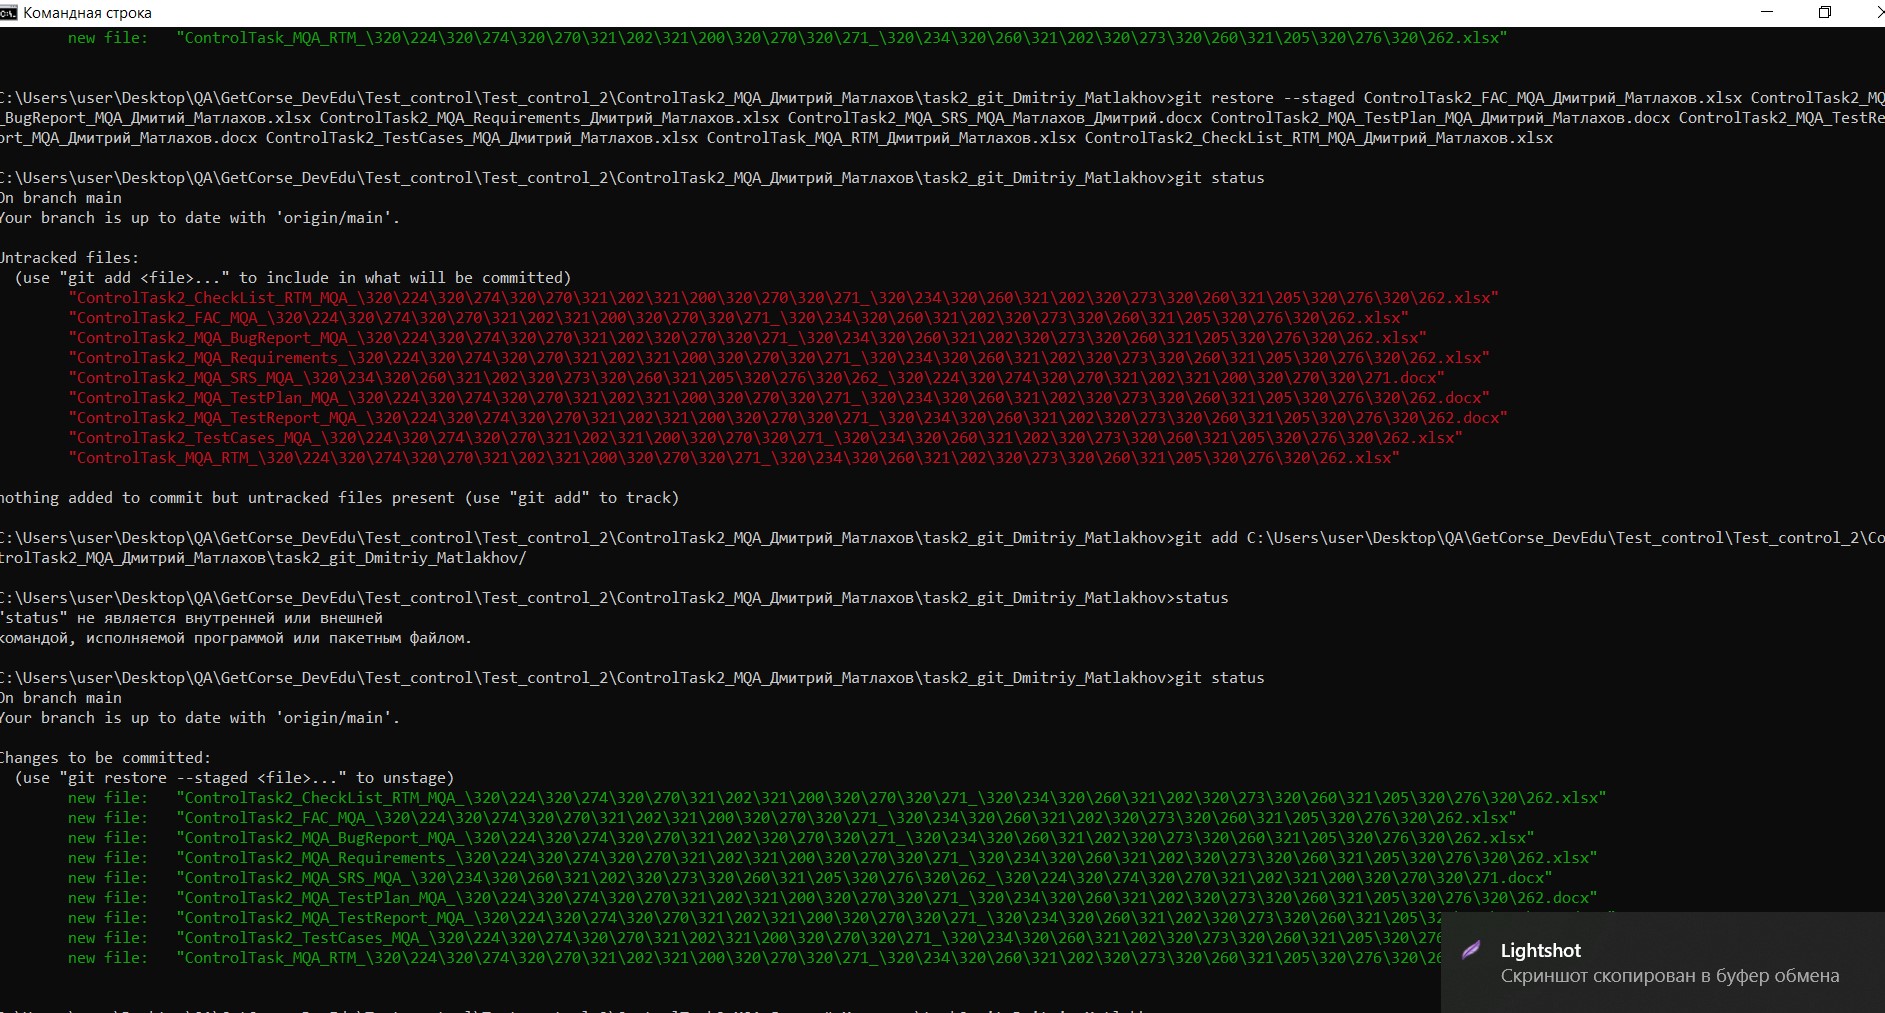 Командная строка
new file:   "ControlTask_MQA_RTM_\320\224\320\274\320\270\321\202\321\200\320\270\320\271_\320\234\320\260\321\202\320\273\320\260\321\205\320\276\320\262.xlsx"
C:\Users\user\Desktop\QA\GetCorse_DevEdu\Test_control\Test_control_2\ControlTask2_MQA_Дмитрий_Матлахов\task2_git_Dmitriy_Matlakhov>git restore --staged ControlTask2_FAC_MQA_Дмитрий_Матлахов.xlsx ControlTask2_MQ
_BugReport_MQA_Дмитий_Матлахов.xlsx ControlTask2_MQA_Requirements_Дмитрий_Матлахов.xlsx ControlTask2_MQA_SRS_MQA_Матлахов_Дмитрий.docx ControlTask2_MQA_TestPlan_MQA_Дмитрий_Матлахов.docx ControlTask2_MQA_TestRe
ort_MQA_Дмитрий_Матлахов.docx ControlTask2_TestCases_MQA_Дмитрий_Матлахов.xlsx ControlTask_MQA_RTM_Дмитрий_Матлахов.xlsx ControlTask2_CheckList_RTM_MQA_Дмитрий_Матлахов.xlsx
C:\Users\user\Desktop\QA\GetCorse_DevEdu\Test_control\Test_control_2\ControlTask2_MQA_Дмитрий_Матлахов\task2_git_Dmitriy_Matlakhov>git status
On branch main
Your branch is up to date with 'origin/main'.
Untracked files:
(use "git add <file>..." to include in what will be committed)
"ControlTask2_CheckList_RTM_MQA_\320\224\320\274\320\270\321\202\321\200\320\270\320\271_\320\234\320\260\321\202\320\273\320\260\321\205\320\276\320\262.xlsx"
"ControlTask2_FAC_MQA_\320\224\320\274\320\270\321\202\321\200\320\270\320\271_\320\234\320\260\321\202\320\273\320\260\321\205\320\276\320\262.xlsx"
"ControlTask2_MQA_BugReport_MQA_\320\224\320\274\320\270\321\202\320\270\320\271_\320\234\320\260\321\202\320\273\320\260\321\205\320\276\320\262.xlsx"
"ControlTask2_MQA_Requirements_\320\224\320\274\320\270\321\202\321\200\320\270\320\271_\320\234\320\260\321\202\320\273\320\260\321\205\320\276\320\262.xlsx"
"ControlTask2_MQA_SRS_MQA_\320\234\320\260\321\202\320\273\320\260\321\205\320\276\320\262_\320\224\320\274\320\270\321\202\321\200\320\270\320\271.docx"
"ControlTask2_MQA_TestPlan_MQA_\320\224\320\274\320\270\321\202\321\200\320\270\320\271_\320\234\320\260\321\202\320\273\320\260\321\205\320\276\320\262.docx"
"ControlTask2_MQA_TestReport_MQA_\320\224\320\274\320\270\321\202\321\200\320\270\320\271_\320\234\320\260\321\202\320\273\320\260\321\205\320\276\320\262.docx"
"ControlTask2_TestCases_MQA_\320\224\320\274\320\270\321\202\321\200\320\270\320\271_\320\234\320\260\321\202\320\273\320\260\321\205\320\276\320\262.xlsx"
"ControlTask_MQA_RTM_\320\224\320\274\320\270\321\202\321\200\320\270\320\271_\320\234\320\260\321\202\320\273\320\260\321\205\320\276\320\262.xlsx"
nothing added to commit but untracked files present (use "git add" to track)
C:\Users\user\Desktop\QA\GetCorse_DevEdu\Test_control\Test_control_2\ControlTask2_MQA_Дмитрий_Матлахов\task2_git_Dmitriy_Matlakhov>git add C:\Users\user\Desktop\QA\GetCorse_DevEdu\Test_control\Test_control_2\Co
trolTask2_MQA_Дмитрий_Матлахов\task2_git_Dmitriy_Matlakhov/
C:\Users\user\Desktop\QA\GetCorse_DevEdu\Test_control\Test_control_2\ControlTask2_MQA_Дмитрий_Матлахов\task2_git_Dmitriy_Matlakhov>status
"status" не является внутренней или внешней
командой, исполняемой программой или пакетным файлом.
C:\Users\user\Desktop\QA\GetCorse_DevEdu\Test_control\Test_control_2\ControlTask2_MQA_Дмитрий_Матлахов\task2_git_Dmitriy_Matlakhov>git status
On branch main
Your branch is up to date with 'origin/main'.
Changes to be committed:
(use "git restore --staged <file>..." to unstage)
new file:   "ControlTask2_CheckList_RTM_MQA_\320\224\320\274\320\270\321\202\321\200\320\270\320\271_\320\234\320\260\321\202\320\273\320\260\321\205\320\276\320\262.xlsx"
new file:   "ControlTask2_FAC_MQA_\320\224\320\274\320\270\321\202\321\200\320\270\320\271_\320\234\320\260\321\202\320\273\320\260\321\205\320\276\320\262.xlsx"
new file:   "ControlTask2_MQA_BugReport_MQA_\320\224\320\274\320\270\321\202\320\270\320\271_\320\234\320\260\321\202\320\273\320\260\321\205\320\276\320\262.xlsx"
new file:   "ControlTask2_MQA_Requirements_\320\224\320\274\320\270\321\202\321\200\320\270\320\271_\320\234\320\260\321\202\320\273\320\260\321\205\320\276\320\262.xlsx"
new file:   "ControlTask2_MQA_SRS_MQA_\320\234\320\260\321\202\320\273\320\260\321\205\320\276\320\262_\320\224\320\274\320\270\321\202\321\200\320\270\320\271.docx"
new file:   "ControlTask2_MQA_TestPlan_MQA_\320\224\320\274\320\270\321\202\321\200\320\270\320\271_\320\234\320\260\321\202\320\273\320\260\321\205\320\276\320\262.docx"
new file:   "ControlTask2_MQA_TestReport_MQA_\320\224\320\274\320\270\321\202\321\200\320\270\320\271_\320\234\320\260\321\202\320\273\320\260\321\205\32
new file:   "ControlTask2_TestCases_MQA_\320\224\320\274\320\270\321\202\321\200\320\270\320\271_\320\234\320\260\321\202\320\273\320\260\321\205\320\276
new file:   "ControlTask_MQA_RTM_\320\224\320\274\320\270\321\202\321\200\320\270\320\271_\320\234\320\260\321\202\320\273\320\260\321\205\320\276\320\26
Lightshot
Скриншот скопирован в буфер обмена